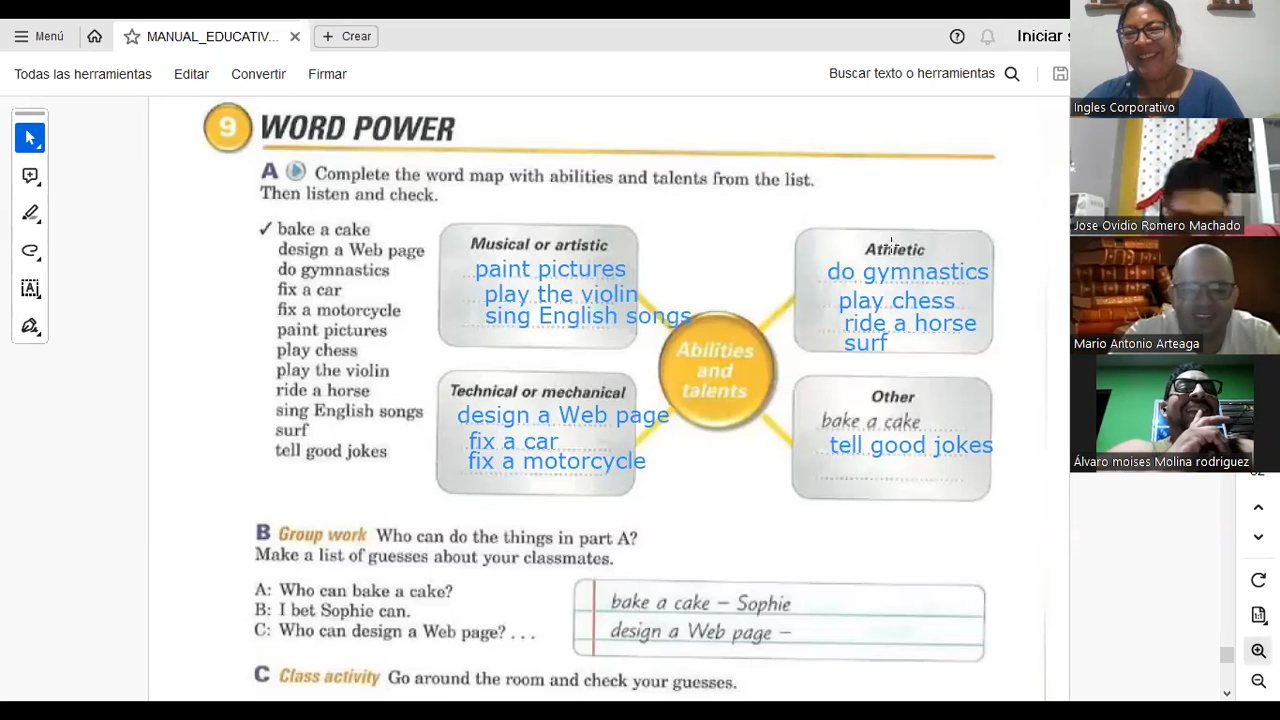 Menú
MANUAL_EDUCATIV...
Crear
Iniciar s
Todas las herramientas
Editar
Convertir
Firmar
Buscar texto o herramientas
9 WORD POWER
A Complete the word map with abilities and talents from the list.
Then listen and check.
✓ bake a cake
design a Web page
do gymnastics
fix a car
fix a motorcycle
paint pictures
play chess
play the violin
ride a horse
sing English songs
surf
tell good jokes
Musical or artistic
paint pictures
play the violin
sing English songs
Athletic
do gymnastics
play chess
ride a horse
surf
Abilities
and
talents
Technical or mechanical
design a Web page
fix a car
fix a motorcycle
Other
bake a cake
tell good jokes
B Group work Who can do the things in part A?
Make a list of guesses about your classmates.
A: Who can bake a cake?
B: I bet Sophie can.
C: Who can design a Web page? . . .
bake a cake – Sophie
design a Web page –
C Class activity Go around the room and check your guesses.
Ingles Corporativo
Jose Ovidio Romero Machado
Mario Antonio Arteaga
Álvaro moises Molina rodriguez